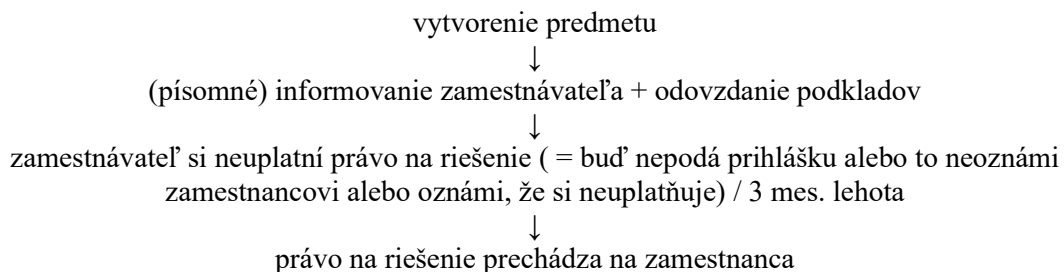 vytvorenie predmetu
↓
(písomné) informovanie zamestnávateľa + odovzdanie podkladov
↓
zamestnávateľ si neuplatní právo na riešenie ( = buď nepodá prihlášku alebo to neoznámi
zamestnancovi alebo oznámi, že si neuplatňuje) / 3 mes. lehota
↓
právo na riešenie prechádza na zamestnanca